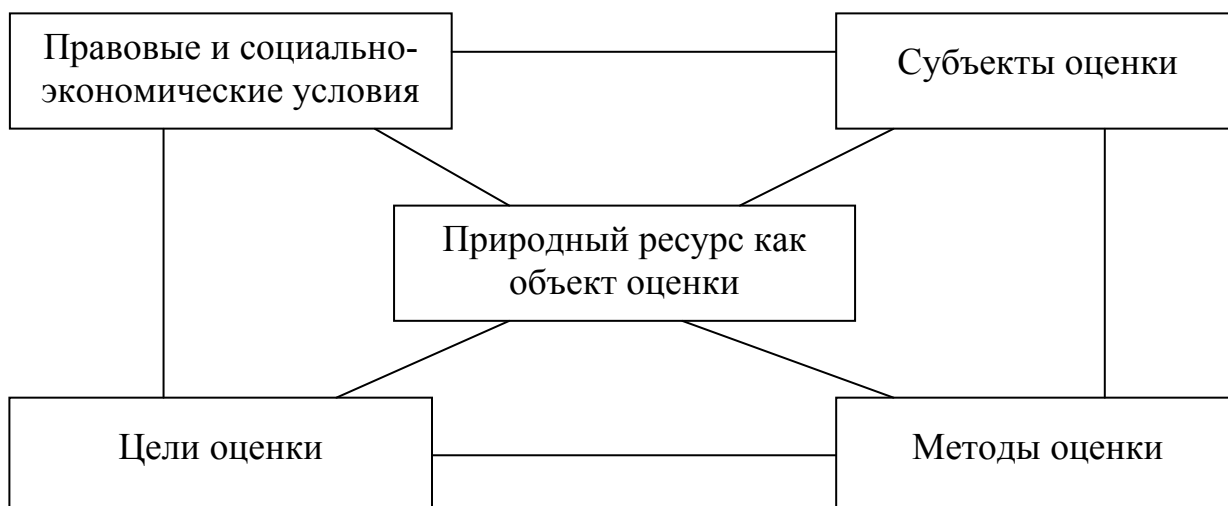 Правовые и социально-
экономические условия
Субъекты оценки
Природный ресурс как
объект оценки
Цели оценки
Методы оценки